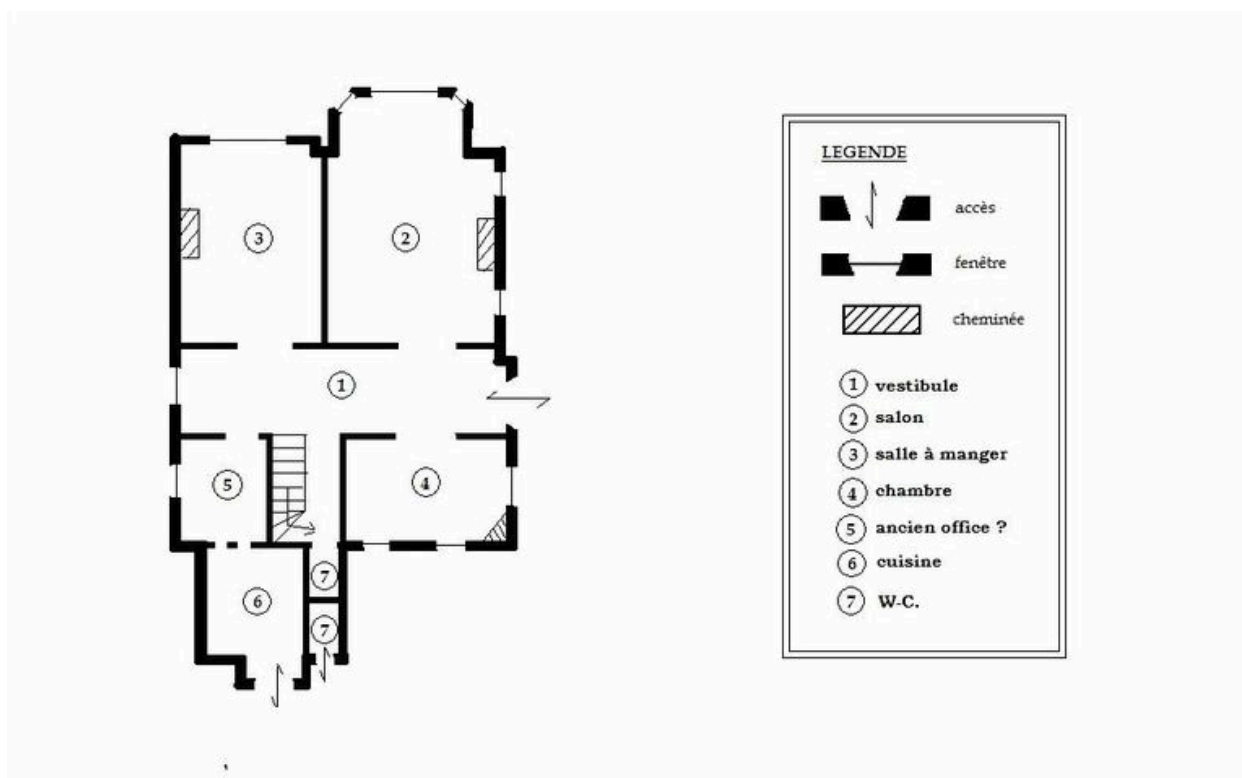 3
2
1
5
4
7
6
7
LEGENDE
accès
fenêtre
cheminée
1 vestibule
2 salon
3 salle à manger
4 chambre
5 ancien office ?
6 cuisine
7 W-C.